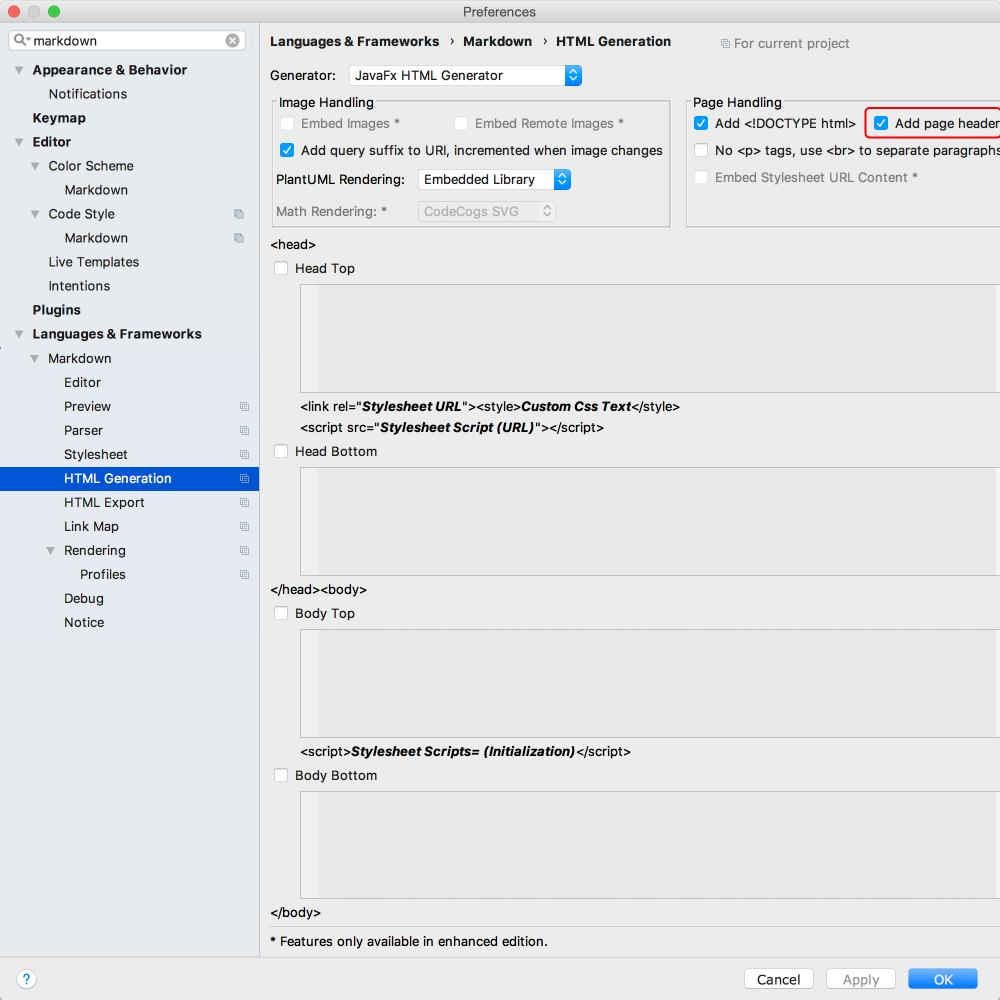 Preferences
markdown
Appearance & Behavior
Notifications
Keymap
Editor
Color Scheme
Markdown
Code Style
Markdown
Live Templates
Intentions
Plugins
Languages & Frameworks
Markdown
Editor
Preview
Parser
Stylesheet
HTML Generation
HTML Export
Link Map
Rendering
Profiles
Debug
Notice
Languages & Frameworks › Markdown › HTML Generation
For current project
Generator: JavaFx HTML Generator
Image Handling
Embed Images * Embed Remote Images *
Add query suffix to URI, incremented when image changes
PlantUML Rendering: Embedded Library
Math Rendering: * CodeCogs SVG
Page Handling
Add <!DOCTYPE html> Add page header
No <p> tags, use <br> to separate paragraphs
Embed Stylesheet URL Content *
<head>
Head Top
<link rel="Stylesheet URL"><style>Custom Css Text</style>
<script src="Stylesheet Script (URL)"></script>
Head Bottom
</head><body>
Body Top
<script>Stylesheet Scripts= (Initialization)</script>
Body Bottom
</body>
* Features only available in enhanced edition.
?
Cancel Apply OK